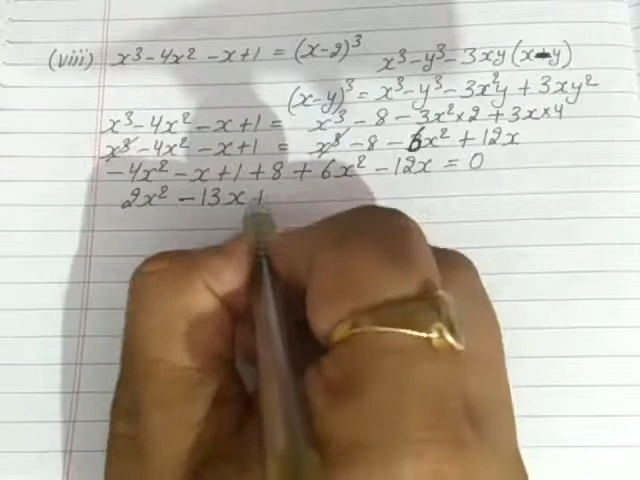 (viii) x³ - 4x² - x + 1 = (x - 2)³ x³ - y³ - 3xy (x - y)
(x - y)³ = x³ - y³ - 3x²y + 3xy²
x³ - 4x² - x + 1 = x³ - 8 - 3x² × 2 + 3x × 4
x³ - 4x² - x + 1 = x³ - 8 - 6x² + 12x
- 4x² - x + 1 + 8 + 6x² - 12x = 0
2x² - 13x +